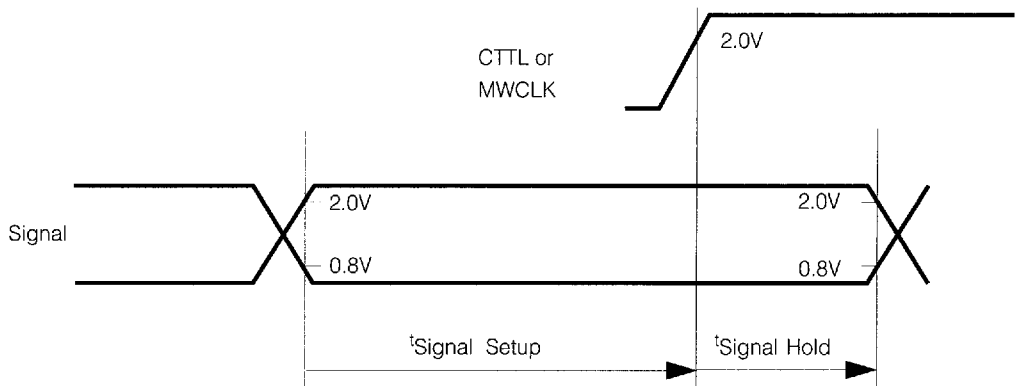 CTTL or
MWCLK
2.0V
Signal
2.0V
0.8V
2.0V
0.8V
tSignal Setup
tSignal Hold